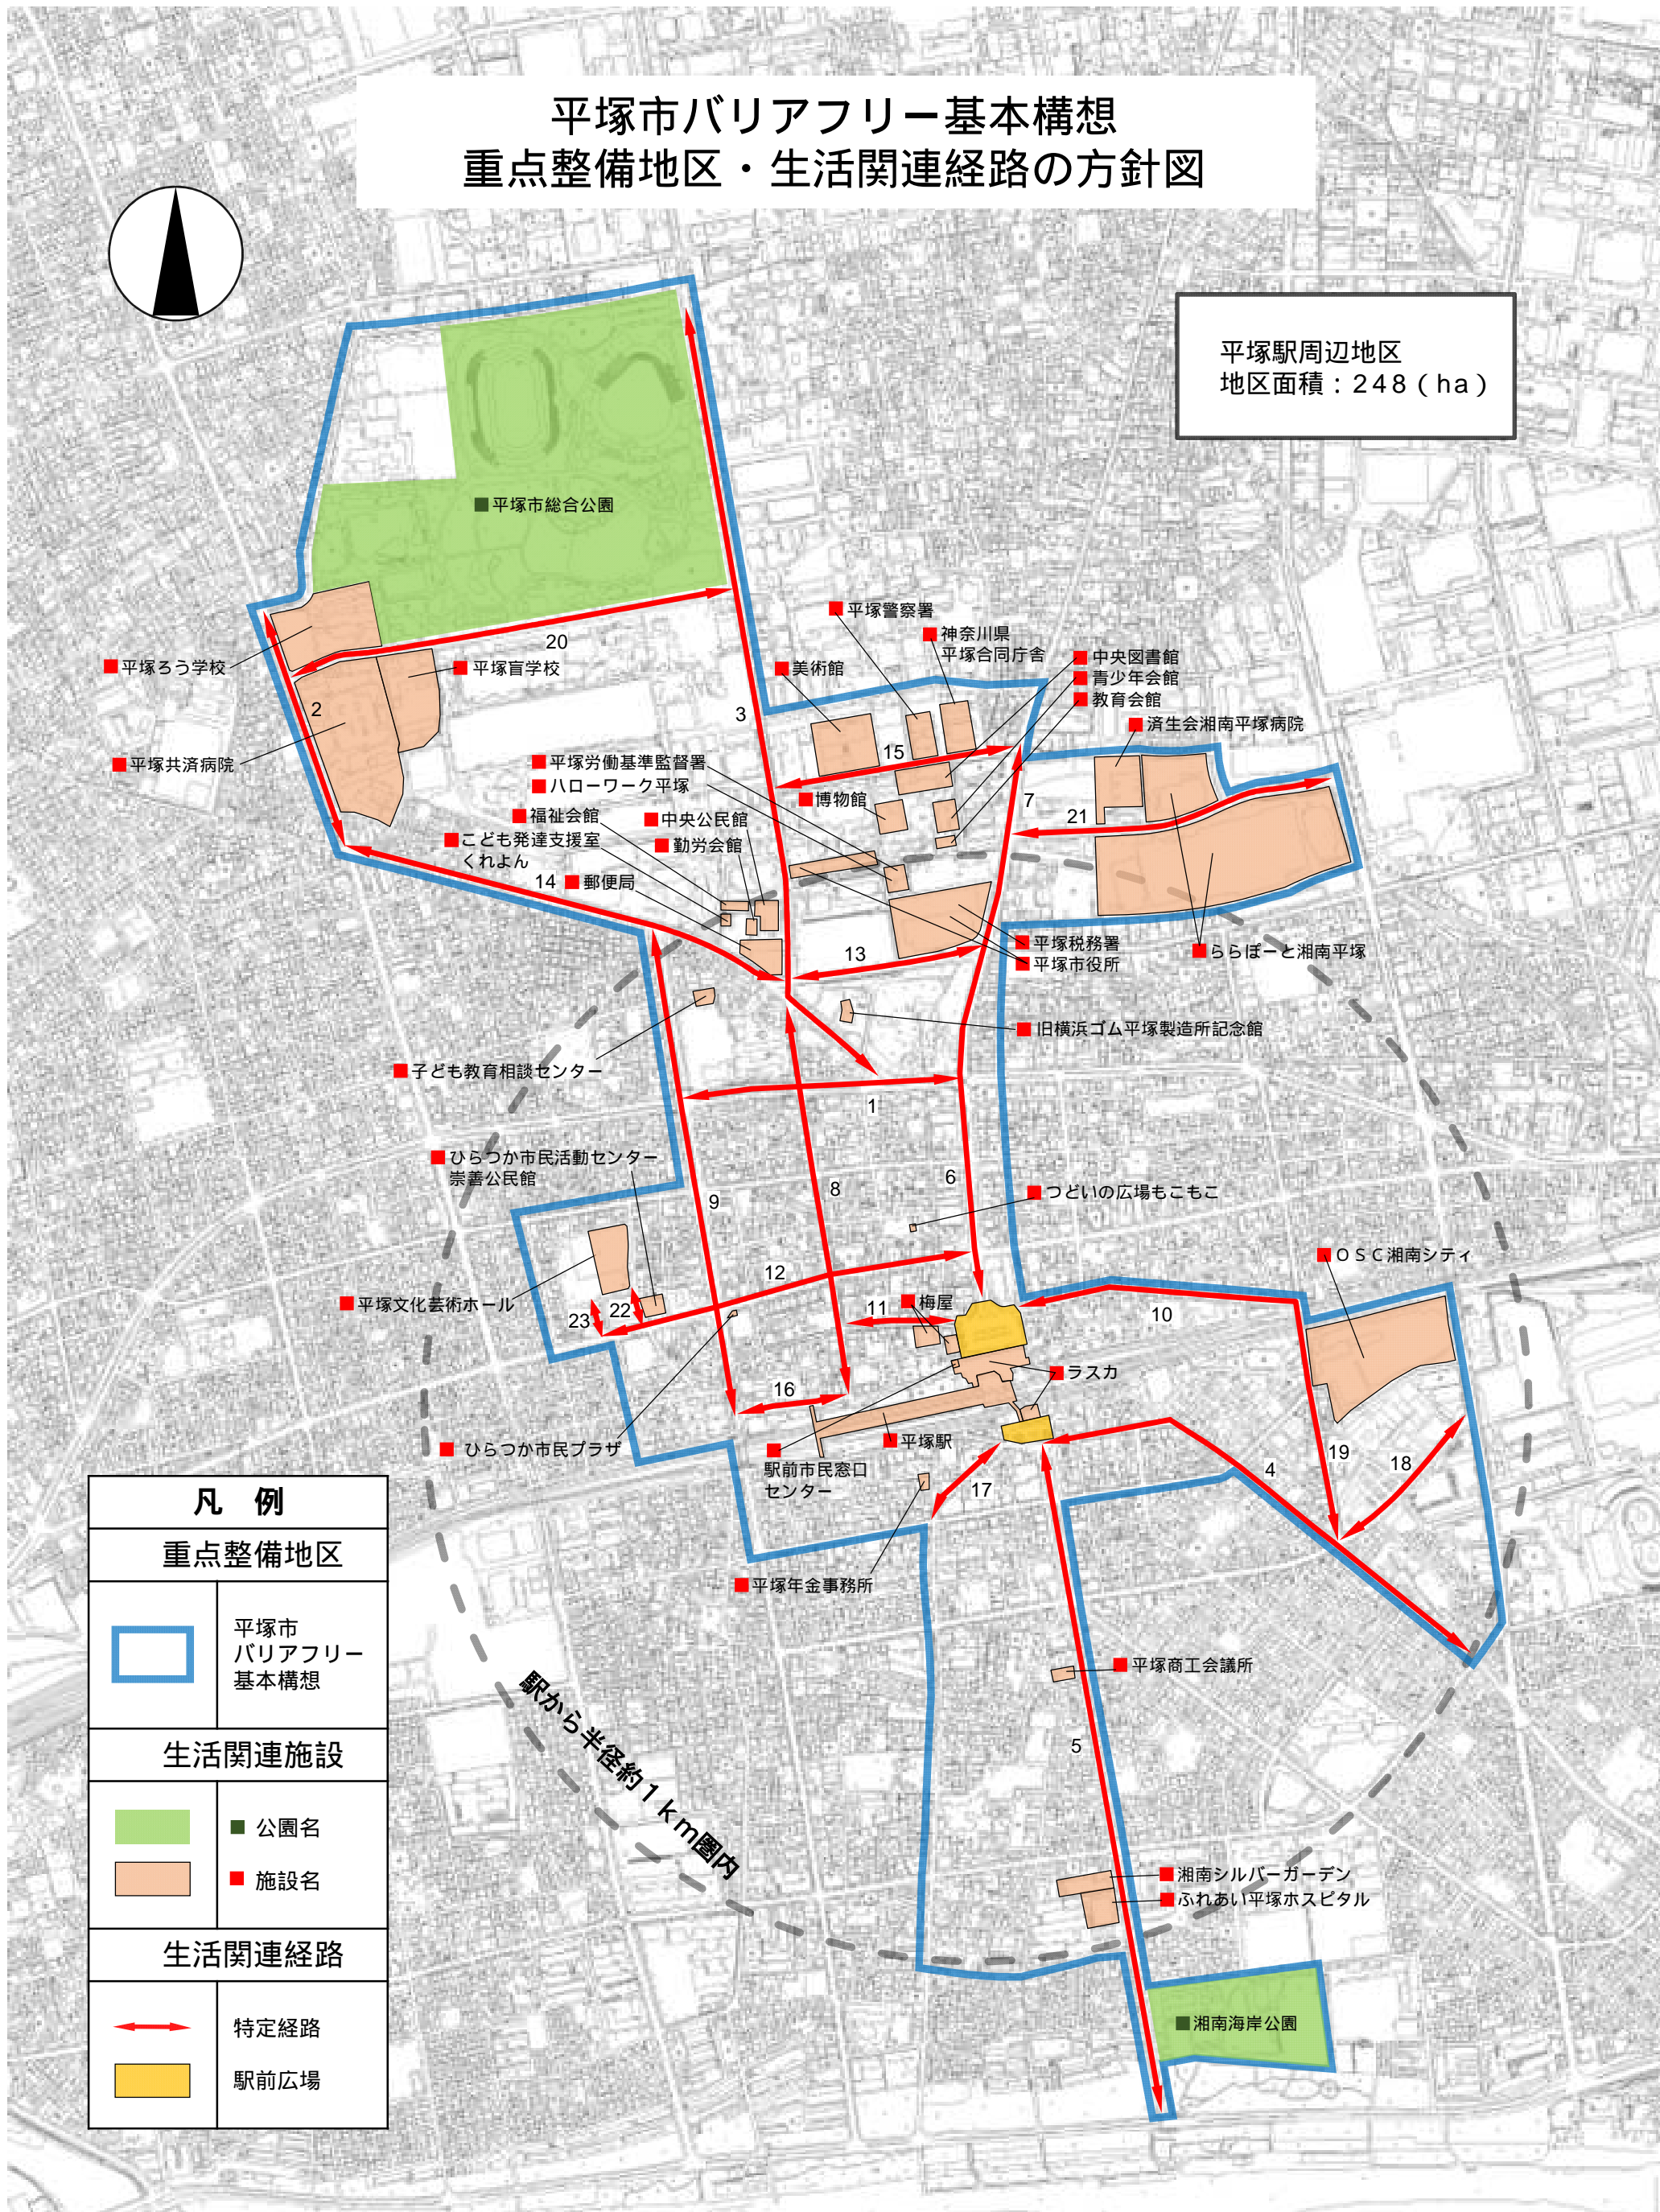 平塚市バリアフリー基本構想
重点整備地区・生活関連経路の方針図
平塚駅周辺地区
地区面積：248（ha）
平塚市総合公園
平塚警察署
神奈川県
平塚合同庁舎
20
平塚ろう学校
平塚盲学校
美術館
中央図書館
青少年会館
教育会館
2
3
済生会湘南平塚病院
平塚共済病院
15
平塚労働基準監督署
ハローワーク平塚
博物館
7
福祉会館
中央公民館
21
こども発達支援室
くれよん
勤労会館
14
郵便局
平塚税務署
平塚市役所
ららぽーと湘南平塚
13
旧横浜ゴム平塚製造所記念館
子ども教育相談センター
1
ひらつか市民活動センター
崇善公民館
9
8
6
つどいの広場もこもこ
OSC湘南シティ
12
平塚文化芸術ホール
23
22
11
梅屋
10
ラスカ
16
ひらつか市民プラザ
平塚駅
駅前市民窓口
センター
17
4
19
18
平塚年金事務所
平塚商工会議所
5
駅から半径約1km圏内
湘南シルバーガーデン
ふれあい平塚ホスピタル
湘南海岸公園
凡　例
重点整備地区
平塚市
バリアフリー
基本構想
生活関連施設
公園名
施設名
生活関連経路
特定経路
駅前広場